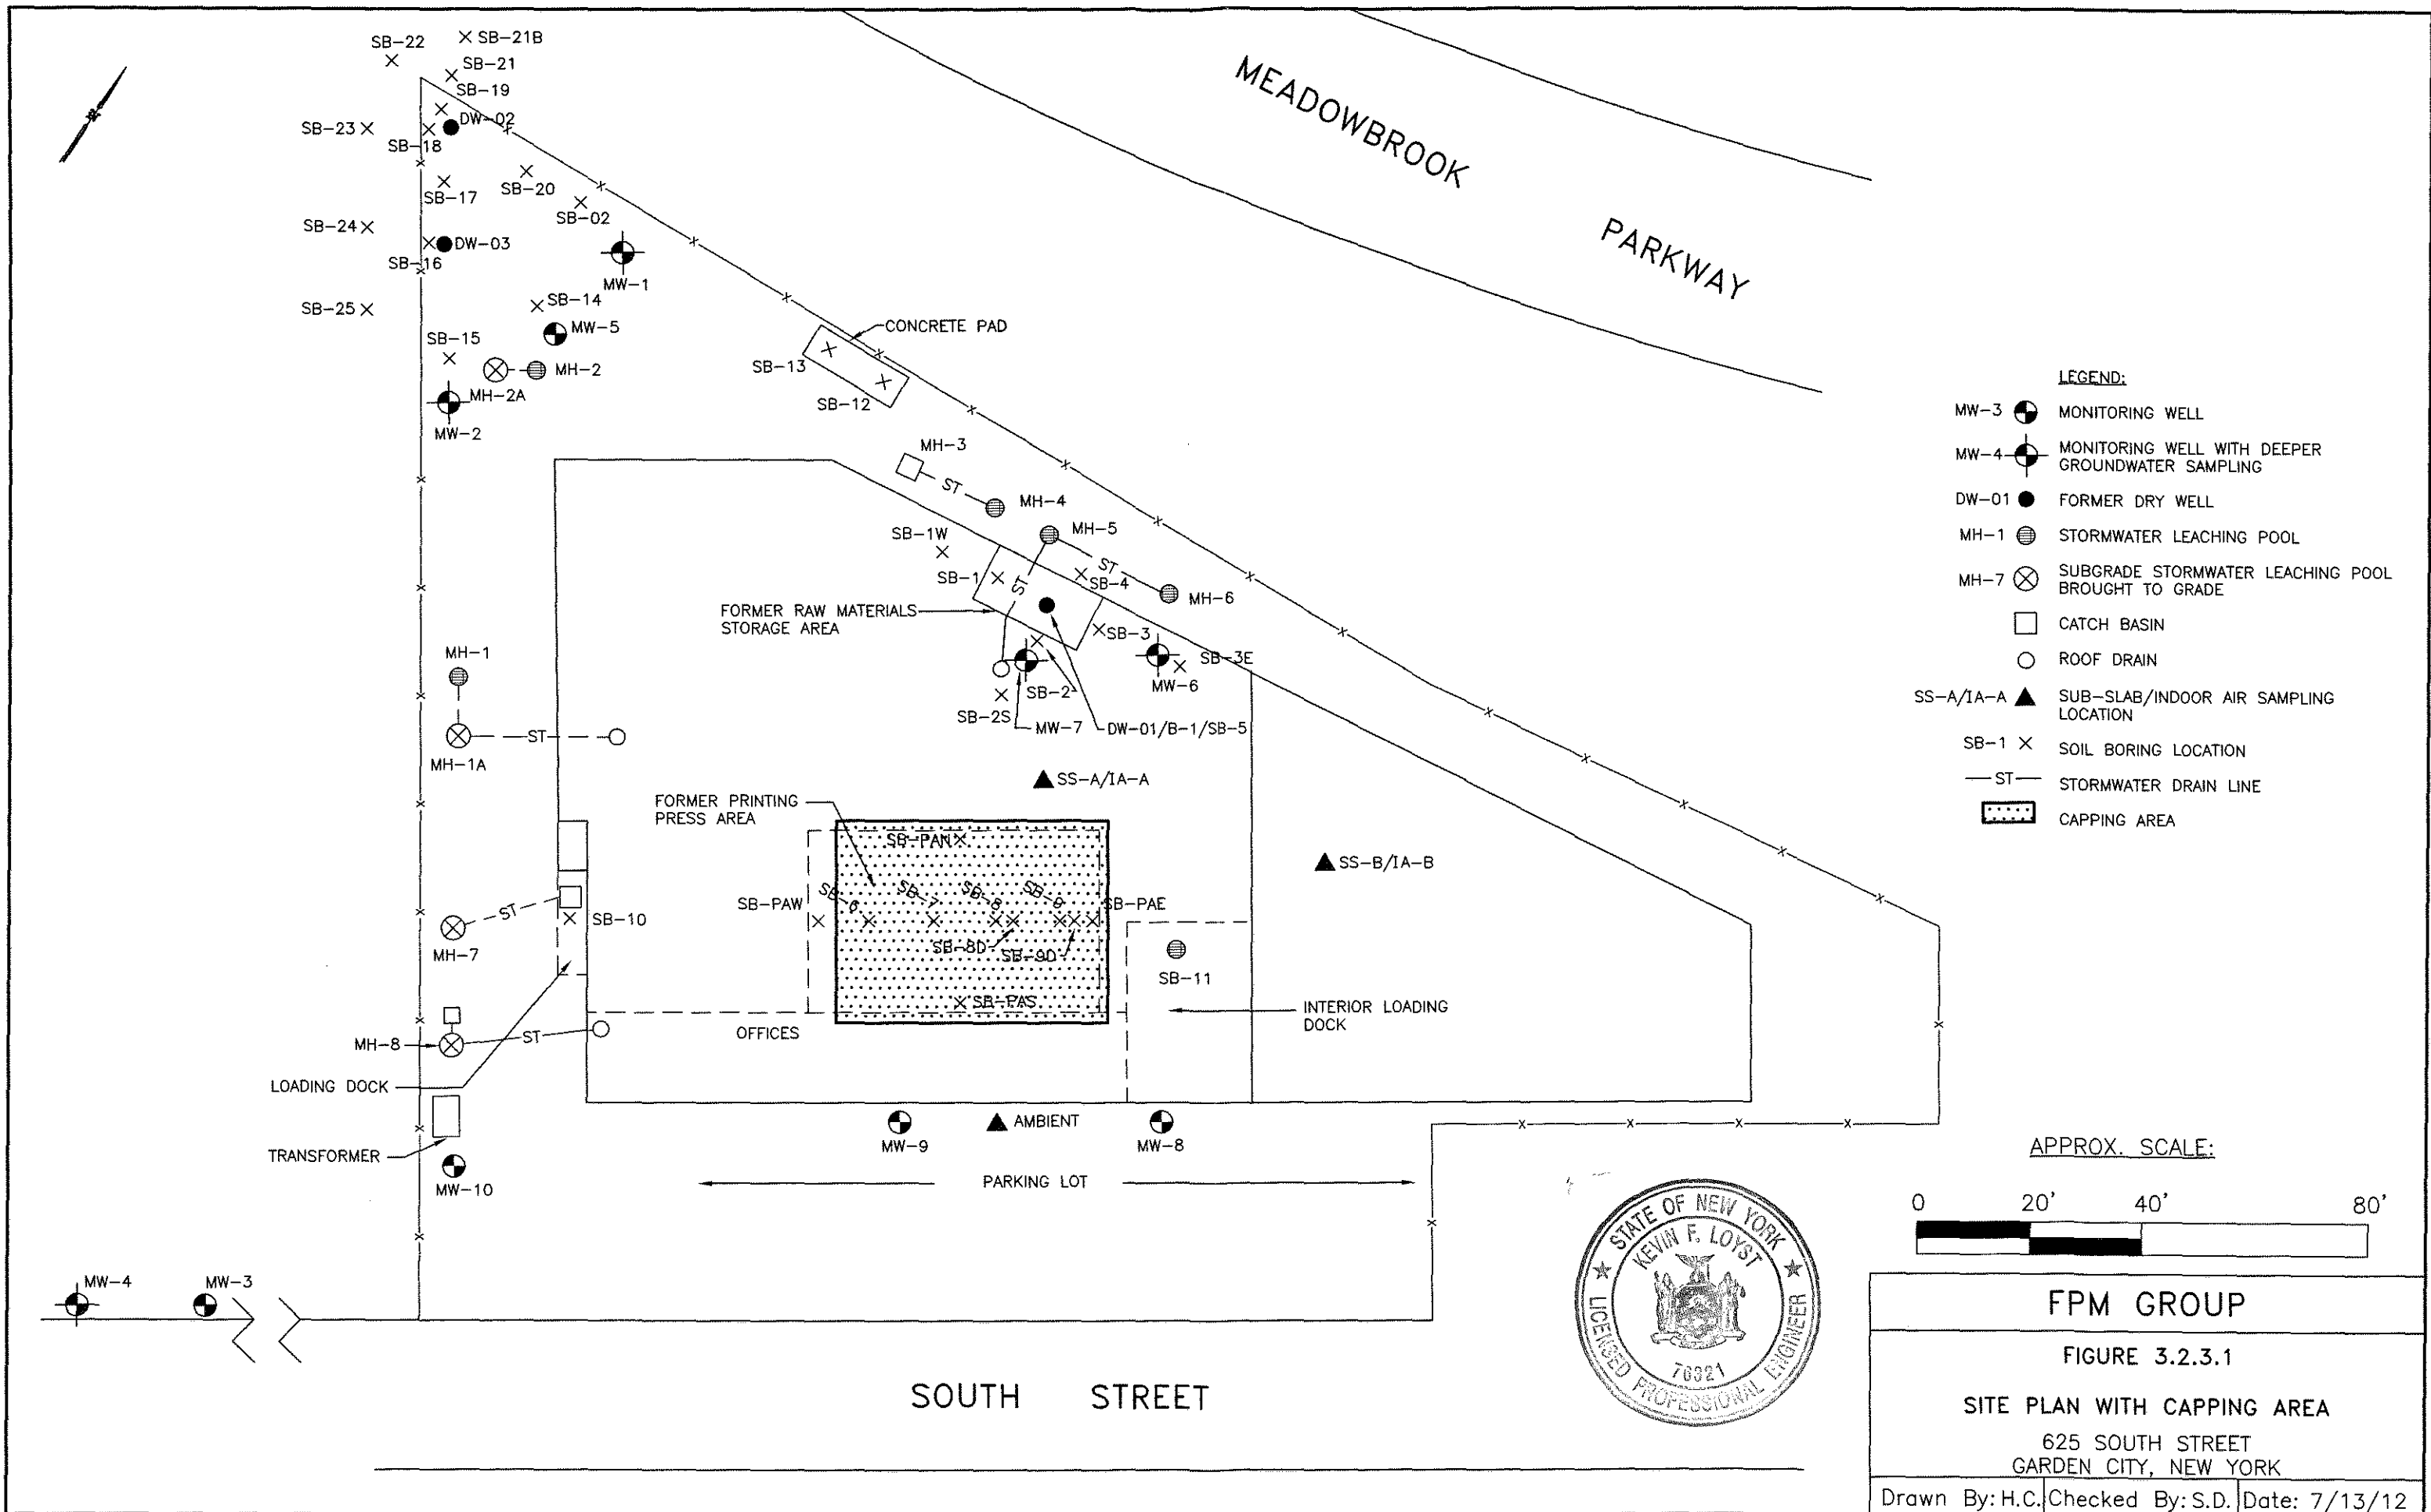 SB-22
SB-21B
SB-21
SB-19
DW-02
SB-23
SB-18
SB-20
SB-17
SB-02
SB-24
DW-03
SB-16
MW-1
SB-25
SB-14
MW-5
SB-15
MH-2
MH-2A
MW-2
MEADOWBROOK
PARKWAY
CONCRETE PAD
SB-13
SB-12
MH-3
ST
MH-4
MH-5
SB-1W
SB-1
ST
ST
SB-4
MH-6
FORMER RAW MATERIALS
STORAGE AREA
SB-3
SB-3E
MW-6
SB-2
SB-2S
MW-7
DW-01/B-1/SB-5
MH-1
ST
MH-1A
SS-A/IA-A
FORMER PRINTING
PRESS AREA
SB-PAN
SS-B/IA-B
SB-PAW
SB-6
SB-7
SB-8
SB-9
SB-PAE
SB-8D
SB-9D
SB-PAS
ST
SB-10
MH-7
SB-11
INTERIOR LOADING
DOCK
OFFICES
ST
MH-8
LOADING DOCK
TRANSFORMER
MW-10
MW-9
AMBIENT
MW-8
PARKING LOT
MW-4
MW-3
SOUTH STREET
LEGEND:
MW-3 MONITORING WELL
MW-4 MONITORING WELL WITH DEEPER
GROUNDWATER SAMPLING
DW-01 FORMER DRY WELL
MH-1 STORMWATER LEACHING POOL
MH-7 SUBGRADE STORMWATER LEACHING POOL
BROUGHT TO GRADE
CATCH BASIN
ROOF DRAIN
SS-A/IA-A SUB-SLAB/INDOOR AIR SAMPLING
LOCATION
SB-1 SOIL BORING LOCATION
ST STORMWATER DRAIN LINE
CAPPING AREA
APPROX. SCALE:
0 20' 40' 80'
STATE OF NEW YORK
KEVIN F. LOYST
76321
LICENSED PROFESSIONAL ENGINEER
FPM GROUP
FIGURE 3.2.3.1
SITE PLAN WITH CAPPING AREA
625 SOUTH STREET
GARDEN CITY, NEW YORK
Drawn By: H.C. Checked By: S.D. Date: 7/13/12